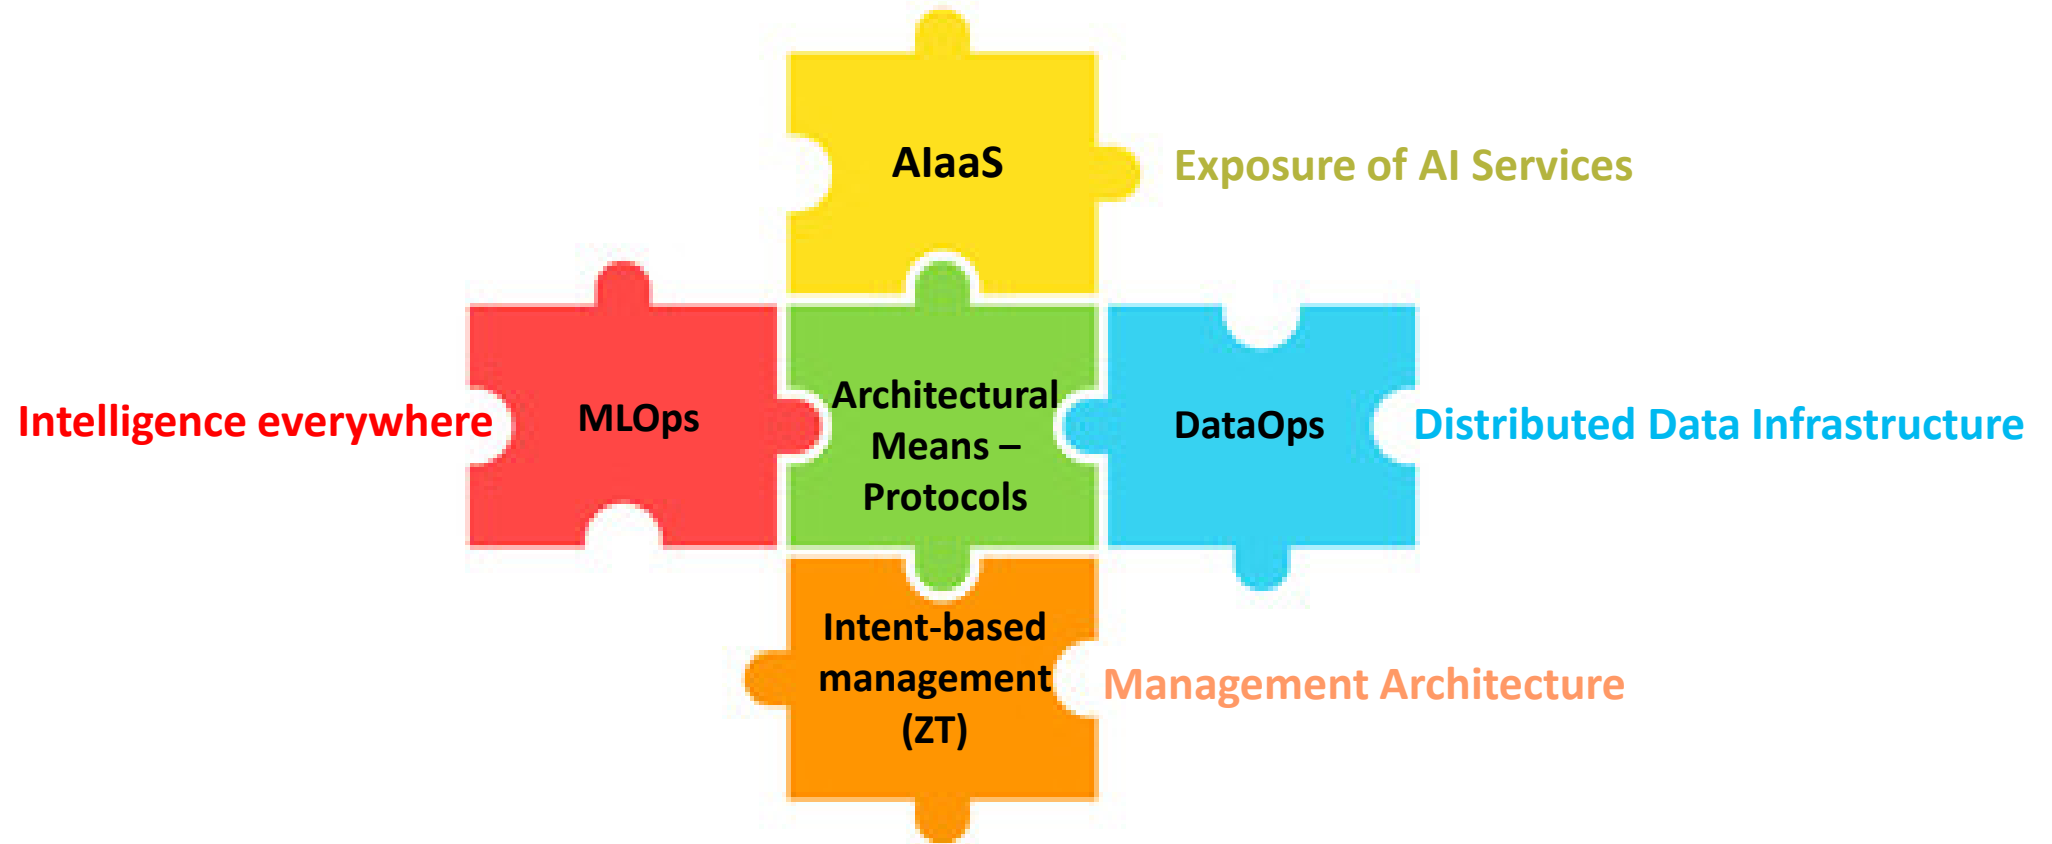 AIaaS
Exposure of AI Services
Intelligence everywhere
MLOps
Architectural
Means –
Protocols
DataOps
Distributed Data Infrastructure
Intent-based
management
(ZT)
Management Architecture